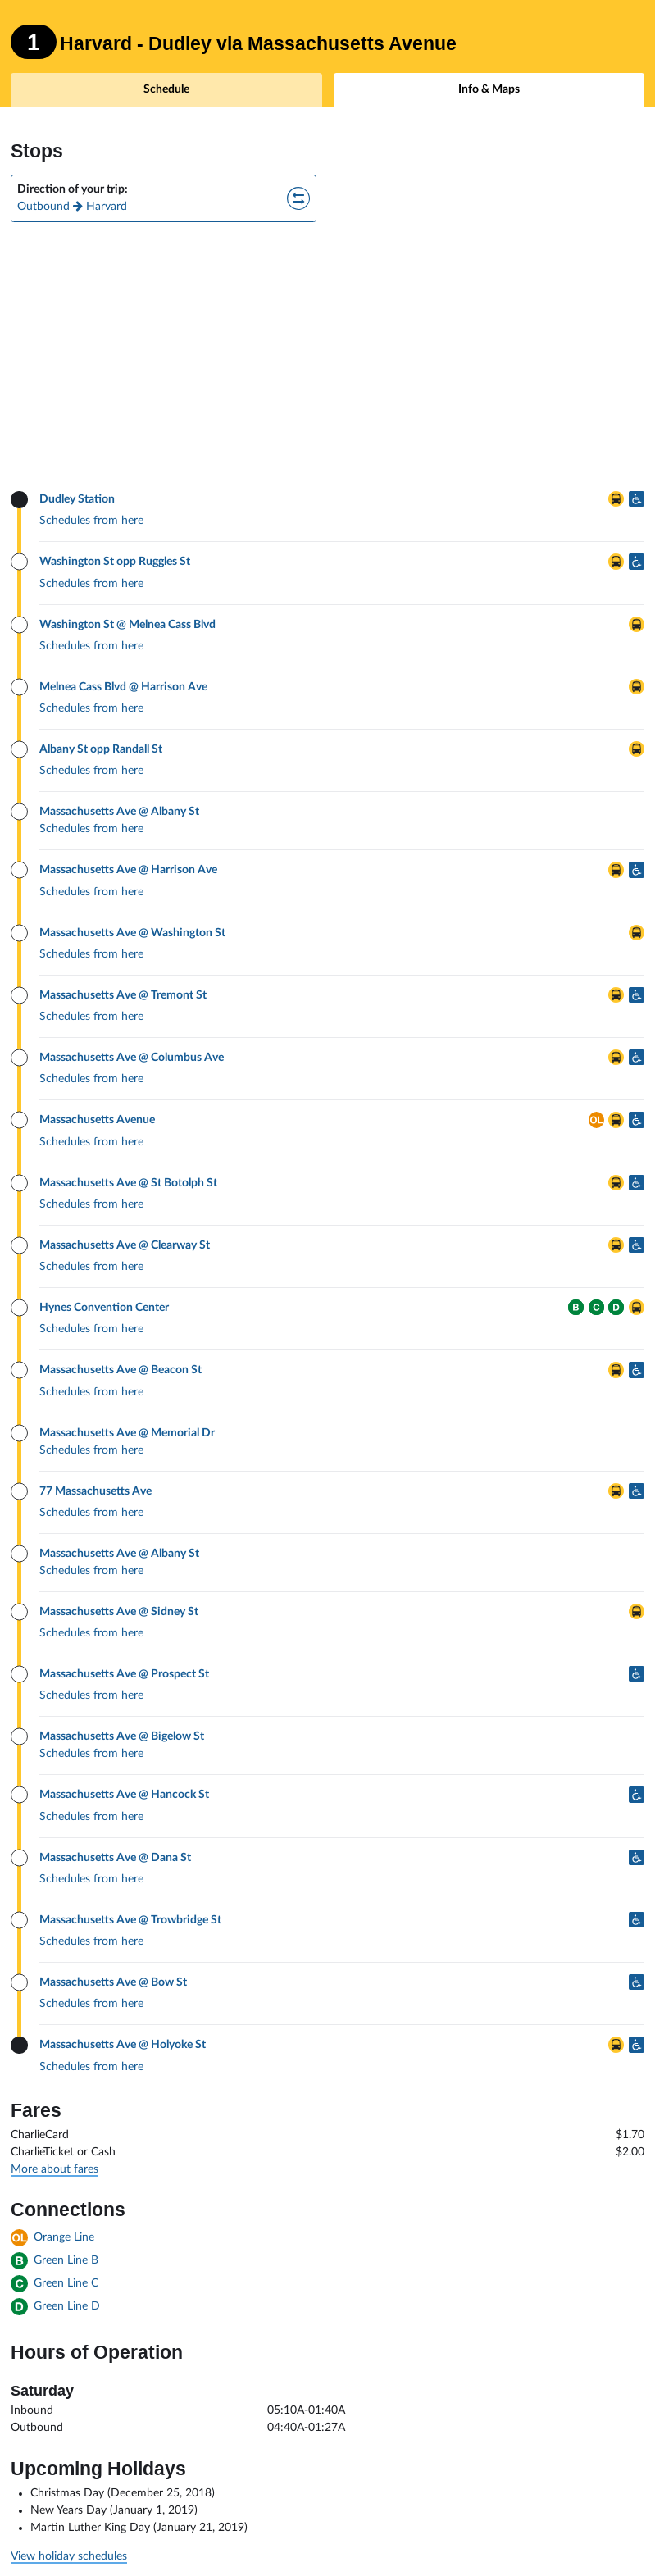 1 Harvard - Dudley via Massachusetts Avenue
Schedule
Info & Maps
Stops
Direction of your trip:
Outbound → Harvard
Dudley Station
Schedules from here
Washington St opp Ruggles St
Schedules from here
Washington St @ Melnea Cass Blvd
Schedules from here
Melnea Cass Blvd @ Harrison Ave
Schedules from here
Albany St opp Randall St
Schedules from here
Massachusetts Ave @ Albany St
Schedules from here
Massachusetts Ave @ Harrison Ave
Schedules from here
Massachusetts Ave @ Washington St
Schedules from here
Massachusetts Ave @ Tremont St
Schedules from here
Massachusetts Ave @ Columbus Ave
Schedules from here
Massachusetts Avenue OL
Schedules from here
Massachusetts Ave @ St Botolph St
Schedules from here
Massachusetts Ave @ Clearway St
Schedules from here
Hynes Convention Center B C D
Schedules from here
Massachusetts Ave @ Beacon St
Schedules from here
Massachusetts Ave @ Memorial Dr
Schedules from here
77 Massachusetts Ave
Schedules from here
Massachusetts Ave @ Albany St
Schedules from here
Massachusetts Ave @ Sidney St
Schedules from here
Massachusetts Ave @ Prospect St
Schedules from here
Massachusetts Ave @ Bigelow St
Schedules from here
Massachusetts Ave @ Hancock St
Schedules from here
Massachusetts Ave @ Dana St
Schedules from here
Massachusetts Ave @ Trowbridge St
Schedules from here
Massachusetts Ave @ Bow St
Schedules from here
Massachusetts Ave @ Holyoke St
Schedules from here
Fares
CharlieCard $1.70
CharlieTicket or Cash $2.00
More about fares
Connections
OL Orange Line
B Green Line B
C Green Line C
D Green Line D
Hours of Operation
Saturday
Inbound 05:10A-01:40A
Outbound 04:40A-01:27A
Upcoming Holidays
• Christmas Day (December 25, 2018)
• New Years Day (January 1, 2019)
• Martin Luther King Day (January 21, 2019)
View holiday schedules